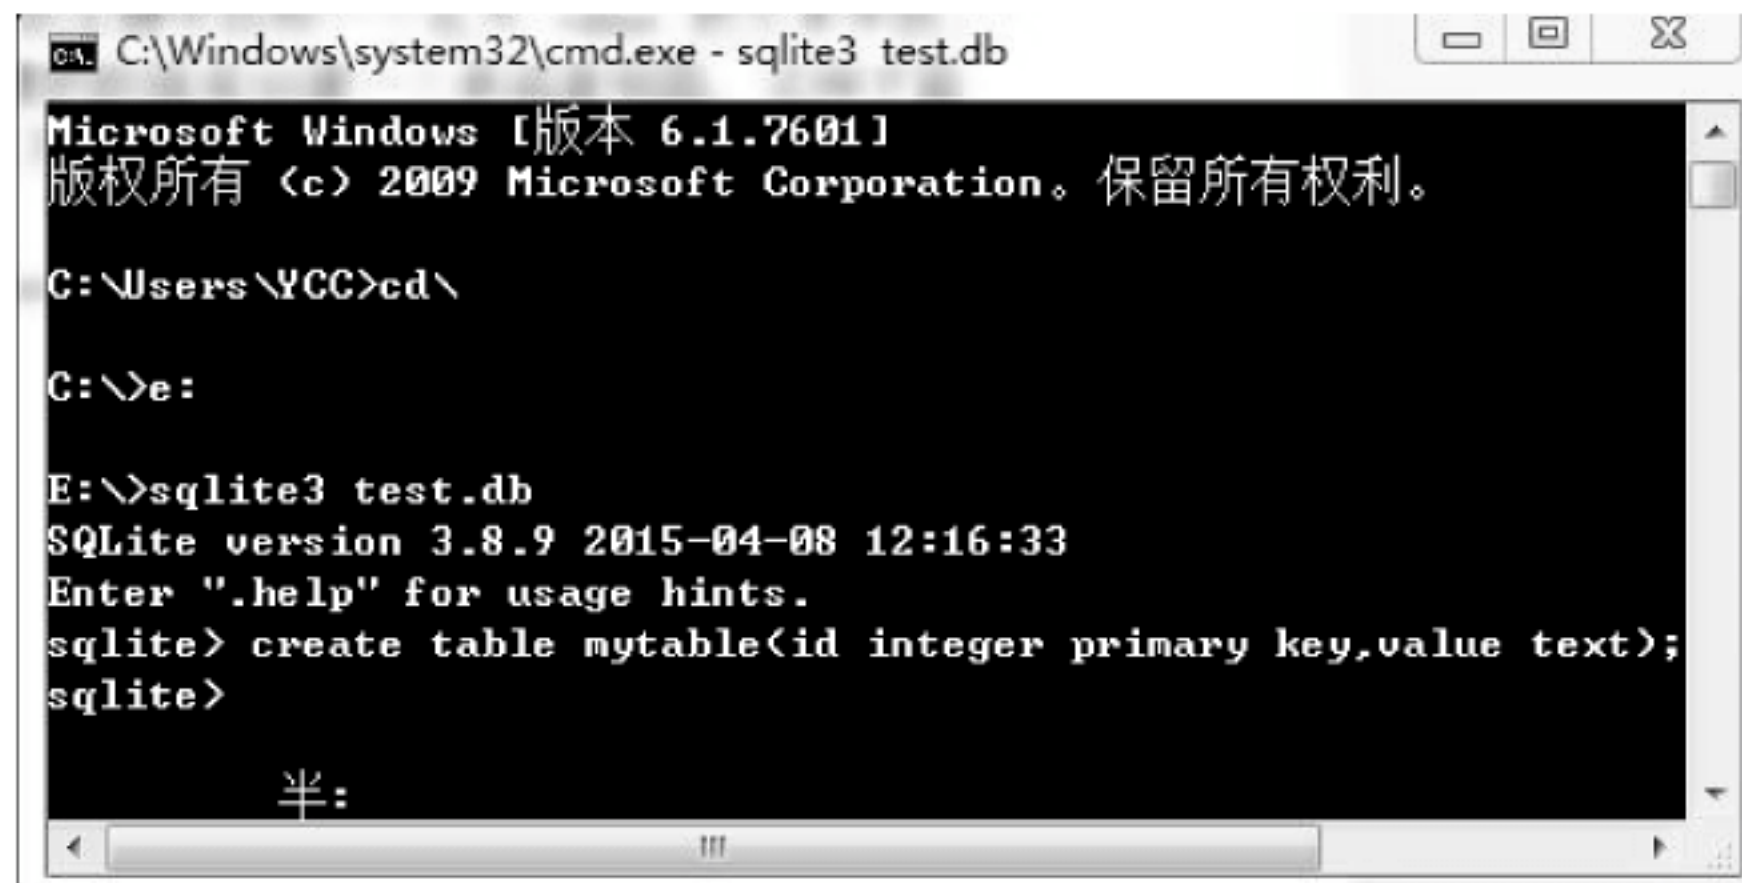 C:\Windows\system32\cmd.exe - sqlite3 test.db
Microsoft Windows [版本 6.1.7601]
版权所有 (c) 2009 Microsoft Corporation。保留所有权利。
C:\Users\YCC>cd\
C:\>e:
E:\>sqlite3 test.db
SQLite version 3.8.9 2015-04-08 12:16:33
Enter ".help" for usage hints.
sqlite> create table mytable(id integer primary key,value text);
sqlite>
半: